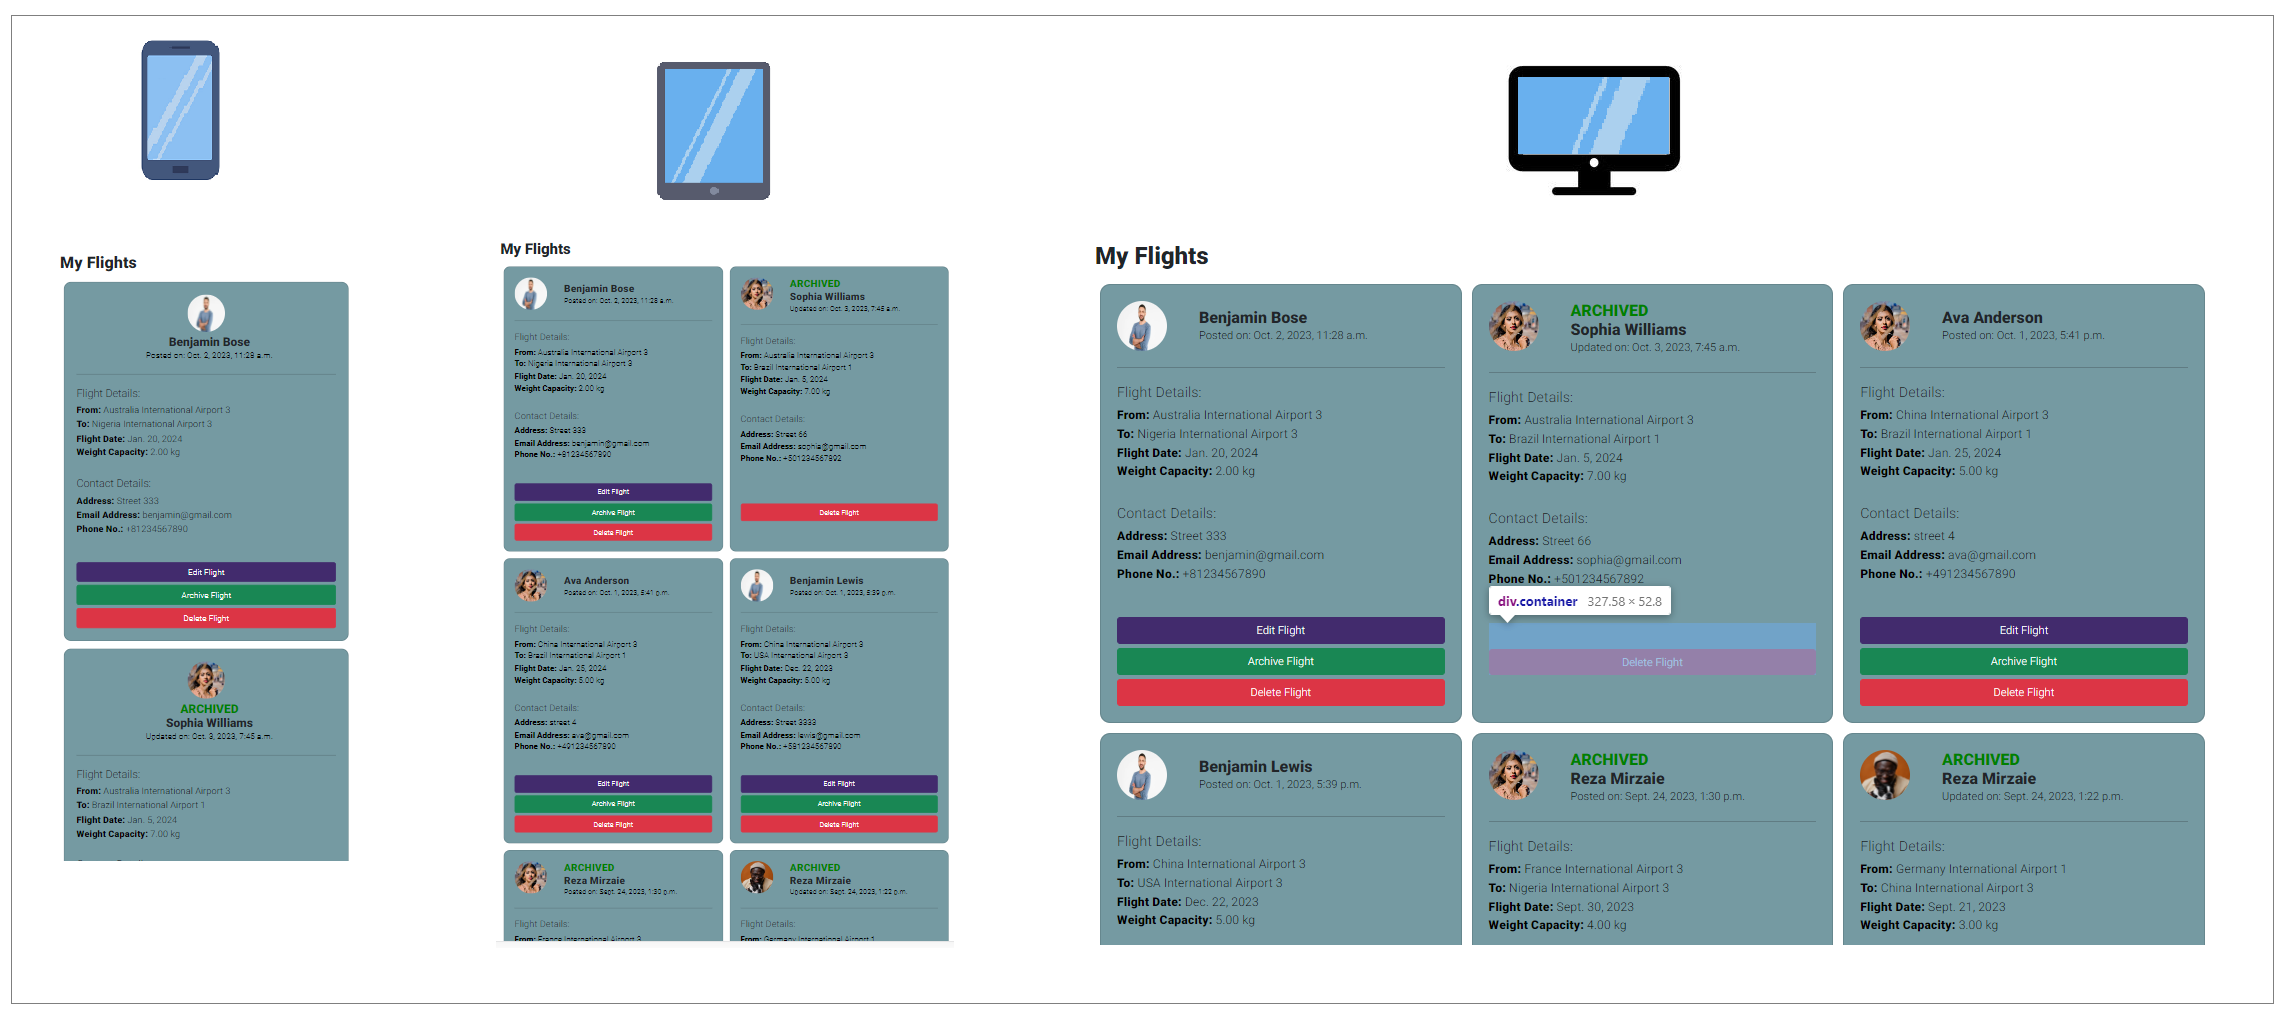 My Flights
Benjamin Bose
Posted on: Oct. 2, 2023, 11:28 a.m.
Flight Details:
From: Australia International Airport 3
To: Nigeria International Airport 3
Flight Date: Jan. 20, 2024
Weight Capacity: 2.00 kg
Contact Details:
Address: Street 333
Email Address: benjamin@gmail.com
Phone No.: +81234567890
Edit Flight
Archive Flight
Delete Flight
ARCHIVED
Sophia Williams
Updated on: Oct. 3, 2023, 7:45 a.m.
Flight Details:
From: Australia International Airport 3
To: Brazil International Airport 1
Flight Date: Jan. 5, 2024
Weight Capacity: 7.00 kg
My Flights
Benjamin Bose
Posted on: Oct. 2, 2023, 11:28 a.m.
Flight Details:
From: Australia International Airport 3
To: Nigeria International Airport 3
Flight Date: Jan. 20, 2024
Weight Capacity: 2.00 kg
Contact Details:
Address: Street 333
Email Address: benjamin@gmail.com
Phone No.: +81234567890
Edit Flight
Archive Flight
Delete Flight
ARCHIVED
Sophia Williams
Updated on: Oct. 3, 2023, 7:45 a.m.
Flight Details:
From: Australia International Airport 3
To: Brazil International Airport 1
Flight Date: Jan. 5, 2024
Weight Capacity: 7.00 kg
Contact Details:
Address: Street 66
Email Address: sophia@gmail.com
Phone No.: +501234567892
Delete Flight
Ava Anderson
Posted on: Oct. 1, 2023, 5:41 p.m.
Flight Details:
From: China International Airport 3
To: Brazil International Airport 1
Flight Date: Jan. 25, 2024
Weight Capacity: 5.00 kg
Contact Details:
Address: street 4
Email Address: ava@gmail.com
Phone No.: +491234567890
Edit Flight
Archive Flight
Delete Flight
Benjamin Lewis
Posted on: Oct. 1, 2023, 5:39 p.m.
Flight Details:
From: China International Airport 3
To: USA International Airport 3
Flight Date: Dec. 22, 2023
Weight Capacity: 5.00 kg
Contact Details:
Address: Street 3333
Email Address: lewis@gmail.com
Phone No.: +581234567890
Edit Flight
Archive Flight
Delete Flight
ARCHIVED
Reza Mirzaie
Posted on: Sept. 24, 2023, 1:30 p.m.
Flight Details:
From: France International Airport 3
ARCHIVED
Reza Mirzaie
Updated on: Sept. 24, 2023, 1:22 p.m.
Flight Details:
From: Germany International Airport 1
My Flights
Benjamin Bose
Posted on: Oct. 2, 2023, 11:28 a.m.
Flight Details:
From: Australia International Airport 3
To: Nigeria International Airport 3
Flight Date: Jan. 20, 2024
Weight Capacity: 2.00 kg
Contact Details:
Address: Street 333
Email Address: benjamin@gmail.com
Phone No.: +81234567890
Edit Flight
Archive Flight
Delete Flight
ARCHIVED
Sophia Williams
Updated on: Oct. 3, 2023, 7:45 a.m.
Flight Details:
From: Australia International Airport 3
To: Brazil International Airport 1
Flight Date: Jan. 5, 2024
Weight Capacity: 7.00 kg
Contact Details:
Address: Street 66
Email Address: sophia@gmail.com
Phone No.: +501234567892
div.container 327.58 × 52.8
Delete Flight
Ava Anderson
Posted on: Oct. 1, 2023, 5:41 p.m.
Flight Details:
From: China International Airport 3
To: Brazil International Airport 1
Flight Date: Jan. 25, 2024
Weight Capacity: 5.00 kg
Contact Details:
Address: street 4
Email Address: ava@gmail.com
Phone No.: +491234567890
Edit Flight
Archive Flight
Delete Flight
Benjamin Lewis
Posted on: Oct. 1, 2023, 5:39 p.m.
Flight Details:
From: China International Airport 3
To: USA International Airport 3
Flight Date: Dec. 22, 2023
Weight Capacity: 5.00 kg
ARCHIVED
Reza Mirzaie
Posted on: Sept. 24, 2023, 1:30 p.m.
Flight Details:
From: France International Airport 3
To: Nigeria International Airport 3
Flight Date: Sept. 30, 2023
Weight Capacity: 4.00 kg
ARCHIVED
Reza Mirzaie
Updated on: Sept. 24, 2023, 1:22 p.m.
Flight Details:
From: Germany International Airport 1
To: China International Airport 3
Flight Date: Sept. 21, 2023
Weight Capacity: 3.00 kg